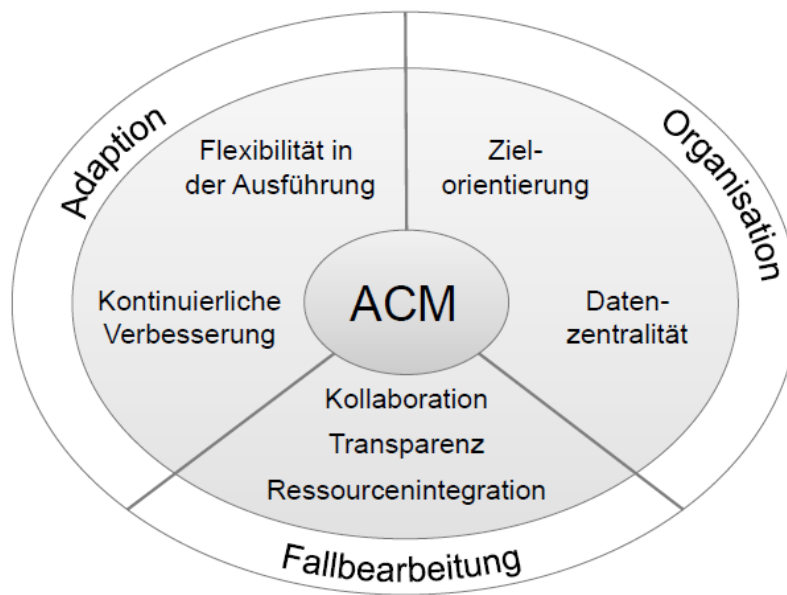 Adaption
Organisation
Flexibilität in
der Ausführung
Ziel-
orientierung
Kontinuierliche
Verbesserung
ACM
Daten-
zentralität
Kollaboration
Transparenz
Ressourcenintegration
Fallbearbeitung